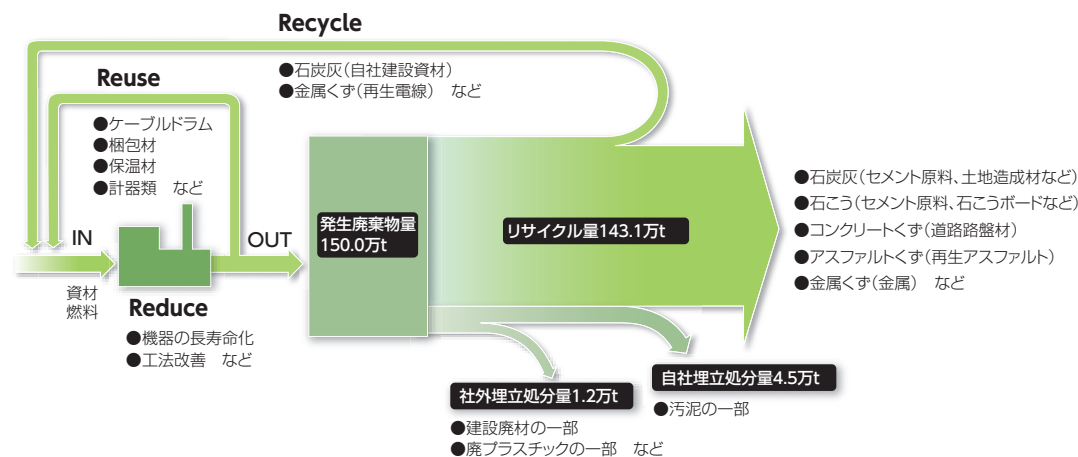 Recycle
●石炭灰（自社建設資材）
●金属くず（再生電線）　など
Reuse
●ケーブルドラム
●梱包材
●保温材
●計器類　など
IN
OUT
資材
燃料
Reduce
●機器の長寿命化
●工法改善　など
発生廃棄物量
150.0万t
リサイクル量143.1万t
●石炭灰（セメント原料、土地造成材など）
●石こう（セメント原料、石こうボードなど）
●コンクリートくず（道路路盤材）
●アスファルトくず（再生アスファルト）
●金属くず（金属）　など
社外埋立処分量1.2万t
●建設廃材の一部
●廃プラスチックの一部　など
自社埋立処分量4.5万t
●汚泥の一部